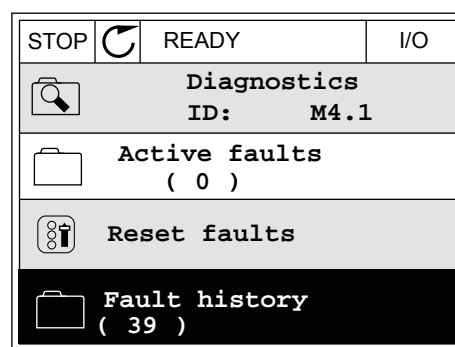 STOP READY I/O
Diagnostics
ID: M4.1
Active faults
( 0 )
Reset faults
Fault history
( 39 )